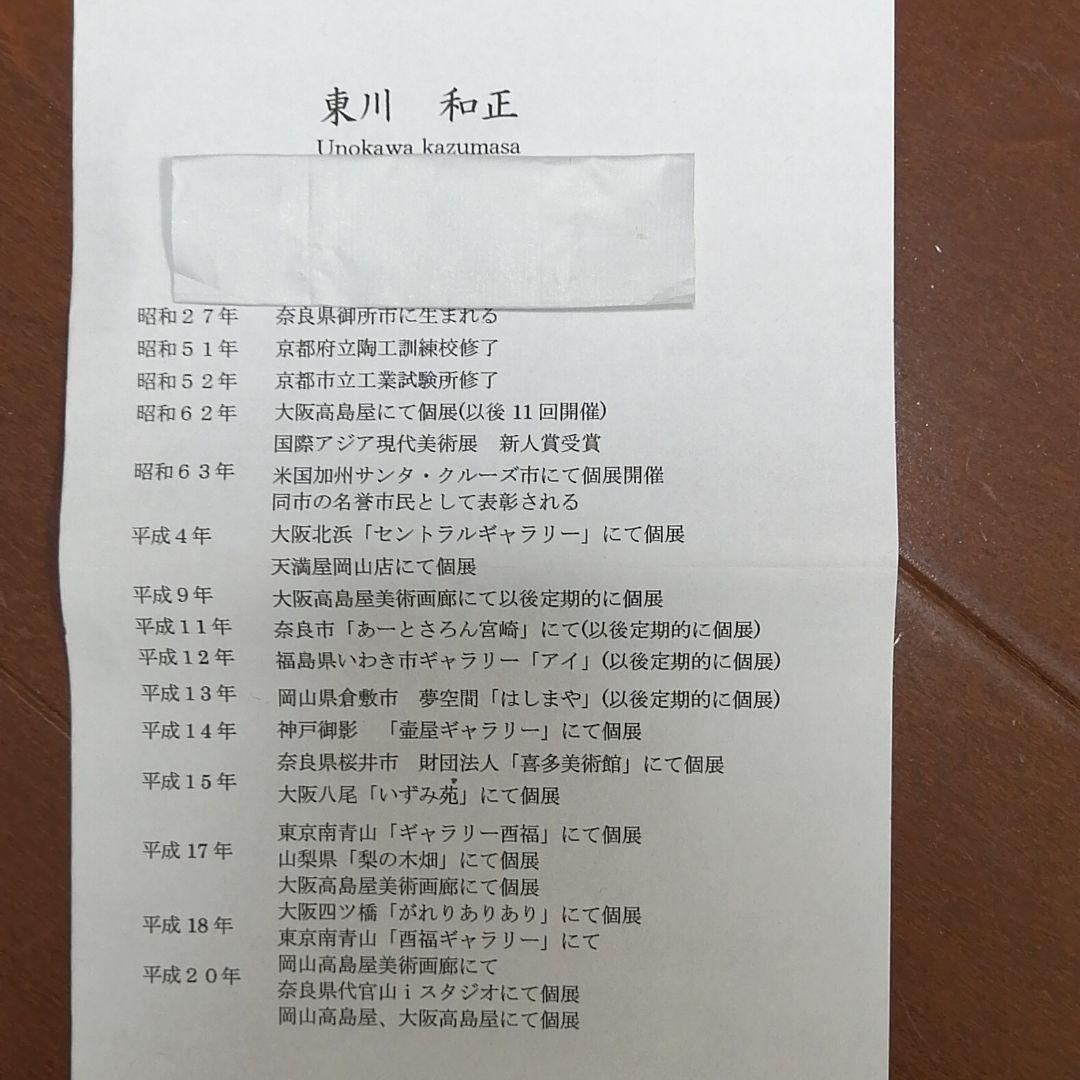 東川　和正
Unokawa kazumasa
昭和２７年　奈良県御所市に生まれる
昭和５１年　京都府立陶工訓練校修了
昭和５２年　京都市立工業試験所修了
昭和６２年　大阪高島屋にて個展(以後 11 回開催)
国際アジア現代美術展　新人賞受賞
昭和６３年　米国加州サンタ・クルーズ市にて個展開催
同市の名誉市民として表彰される
平成４年　大阪北浜「セントラルギャラリー」にて個展
天満屋岡山店にて個展
平成９年　大阪高島屋美術画廊にて以後定期的に個展
平成１１年　奈良市「あーとさろん宮崎」にて(以後定期的に個展)
平成１２年　福島県いわき市ギャラリー「アイ」(以後定期的に個展)
平成１３年　岡山県倉敷市　夢空間「はしまや」(以後定期的に個展)
平成１４年　神戸御影　「壷屋ギャラリー」にて個展
平成１５年　奈良県桜井市　財団法人「喜多美術館」にて個展
大阪八尾「いずみ苑」にて個展
平成 17 年　東京南青山「ギャラリー酉福」にて個展
山梨県「梨の木畑」にて個展
大阪高島屋美術画廊にて個展
平成 18 年　大阪四ツ橋「がれりありあり」にて個展
東京南青山「酉福ギャラリー」にて
平成２０年　岡山高島屋美術画廊にて
奈良県代官山ｉスタジオにて個展
岡山高島屋、大阪高島屋にて個展